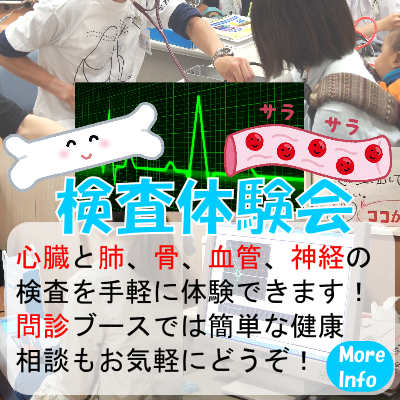 サラ
サラ
ココが
検査体験会
心臓と肺、骨、血管、神経の
検査を手軽に体験できます！
問診ブースでは簡単な健康
相談もお気軽にどうぞ！
More
Info